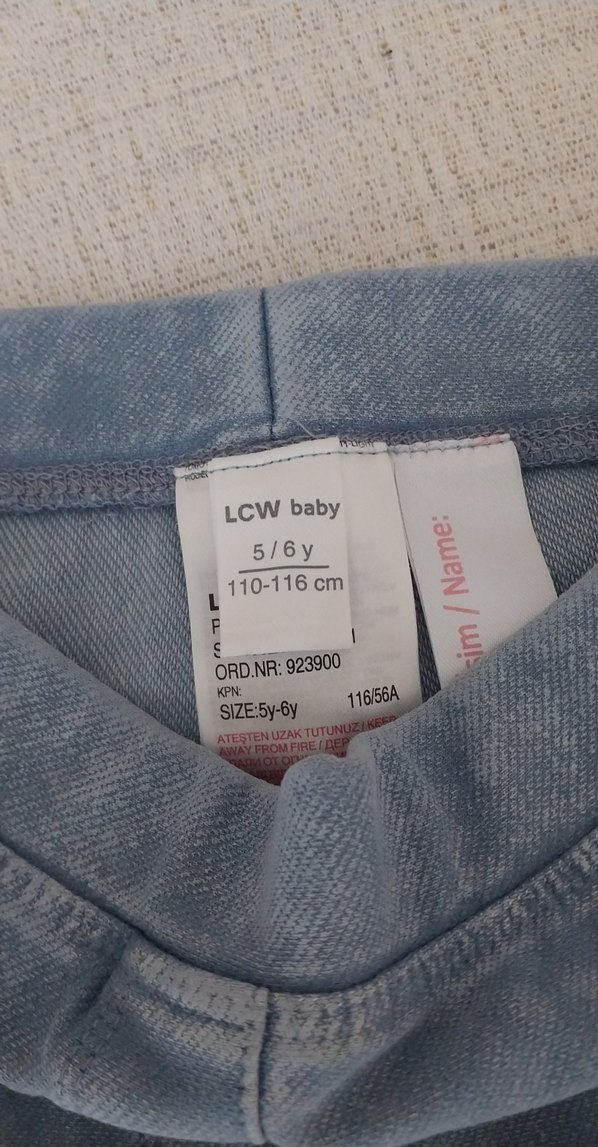 LCW baby
5 / 6 y
110-116 cm
ORD.NR: 923900
KPN:
SIZE:5y-6y 116/56A
ATEŞTEN UZAK TUTUNUZ / KEEP
AWAY FROM FIRE / ДЕР
sim / Name: